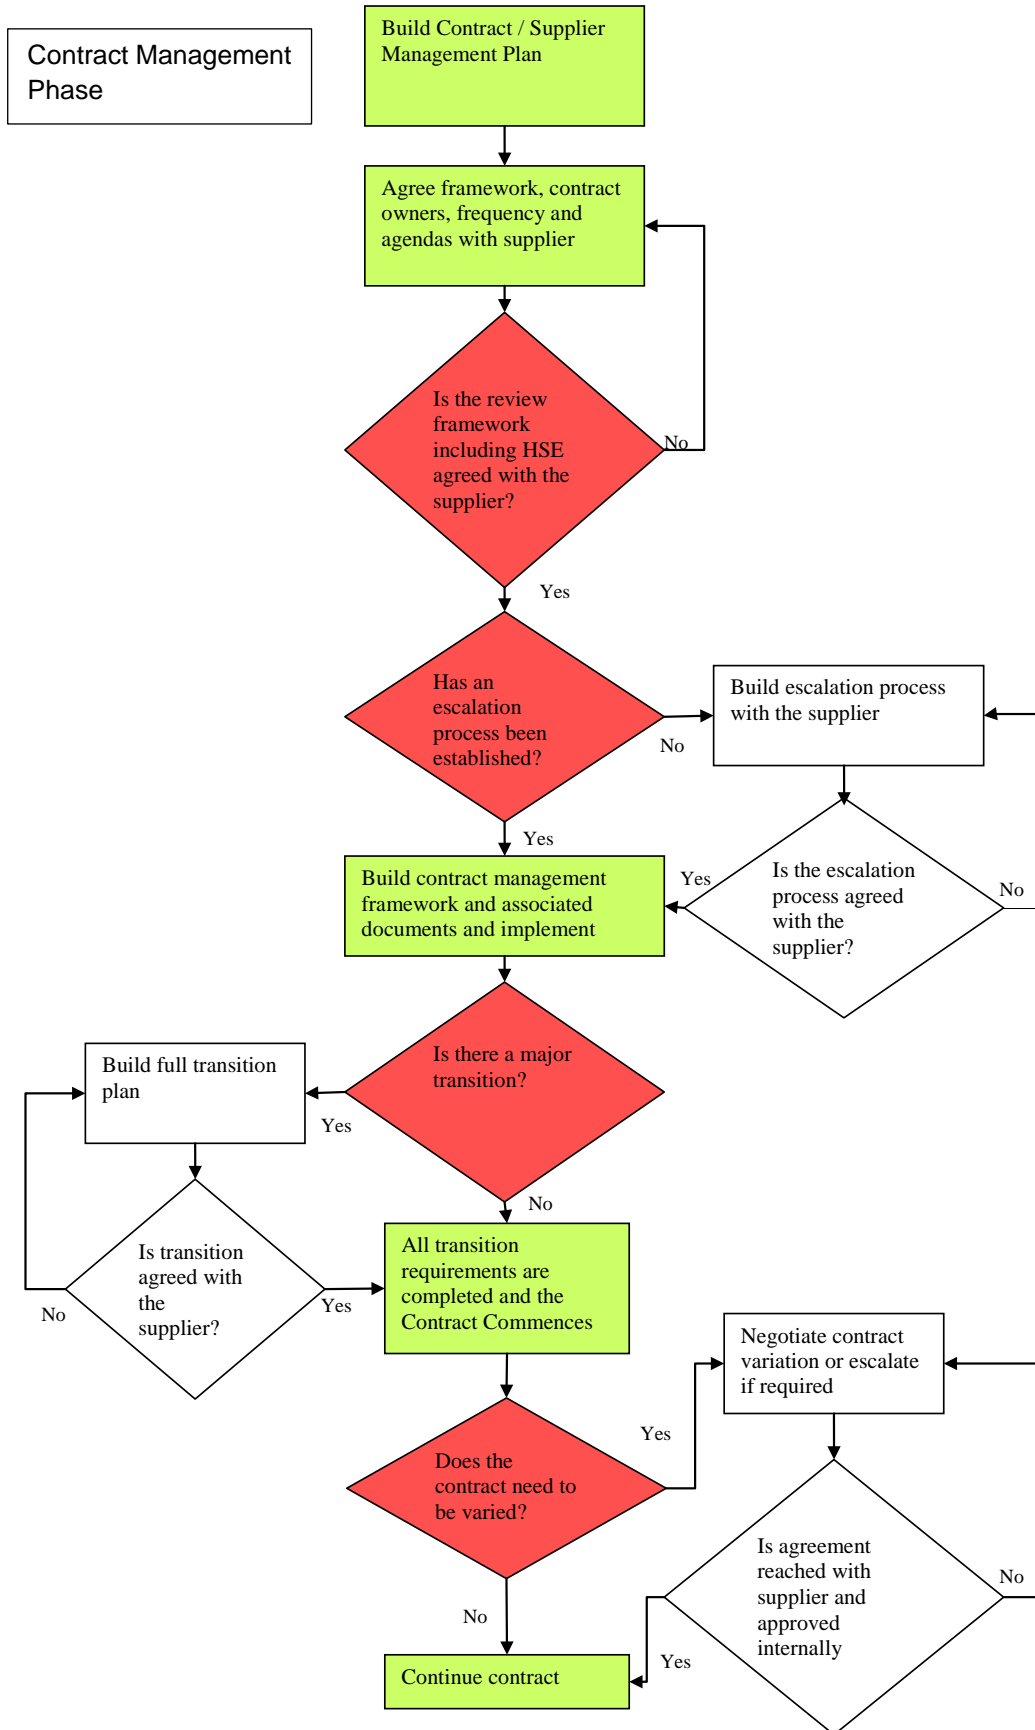 Contract Management
Phase
Build Contract / Supplier
Management Plan
Agree framework, contract
owners, frequency and
agendas with supplier
Is the review
framework
including HSE
agreed with the
supplier?
No
Yes
Has an
escalation
process been
established?
No
Build escalation process
with the supplier
Yes
Build contract management
framework and associated
documents and implement
Yes
Is the escalation
process agreed
with the
supplier?
No
Is there a major
transition?
Yes
Build full transition
plan
No
Is transition
agreed with
the
supplier?
No
Yes
All transition
requirements are
completed and the
Contract Commences
Negotiate contract
variation or escalate
if required
Does the
contract need to
be varied?
Yes
Is agreement
reached with
supplier and
approved
internally
No
No
Yes
Continue contract